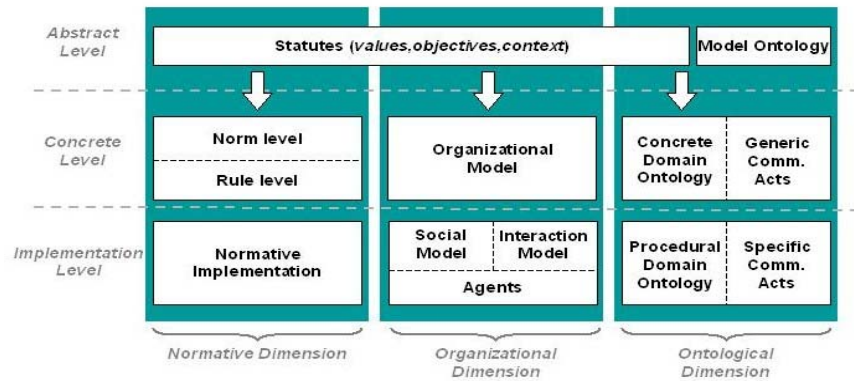 Abstract
Level
Statutes (values,objectives,context)
Model Ontology
Concrete
Level
Norm level
Rule level
Organizational
Model
Concrete
Domain
Ontology
Generic
Comm.
Acts
Implementation
Level
Normative
Implementation
Social
Model
Interaction
Model
Agents
Procedural
Domain
Ontology
Specific
Comm.
Acts
Normative Dimension
Organizational
Dimension
Ontological
Dimension